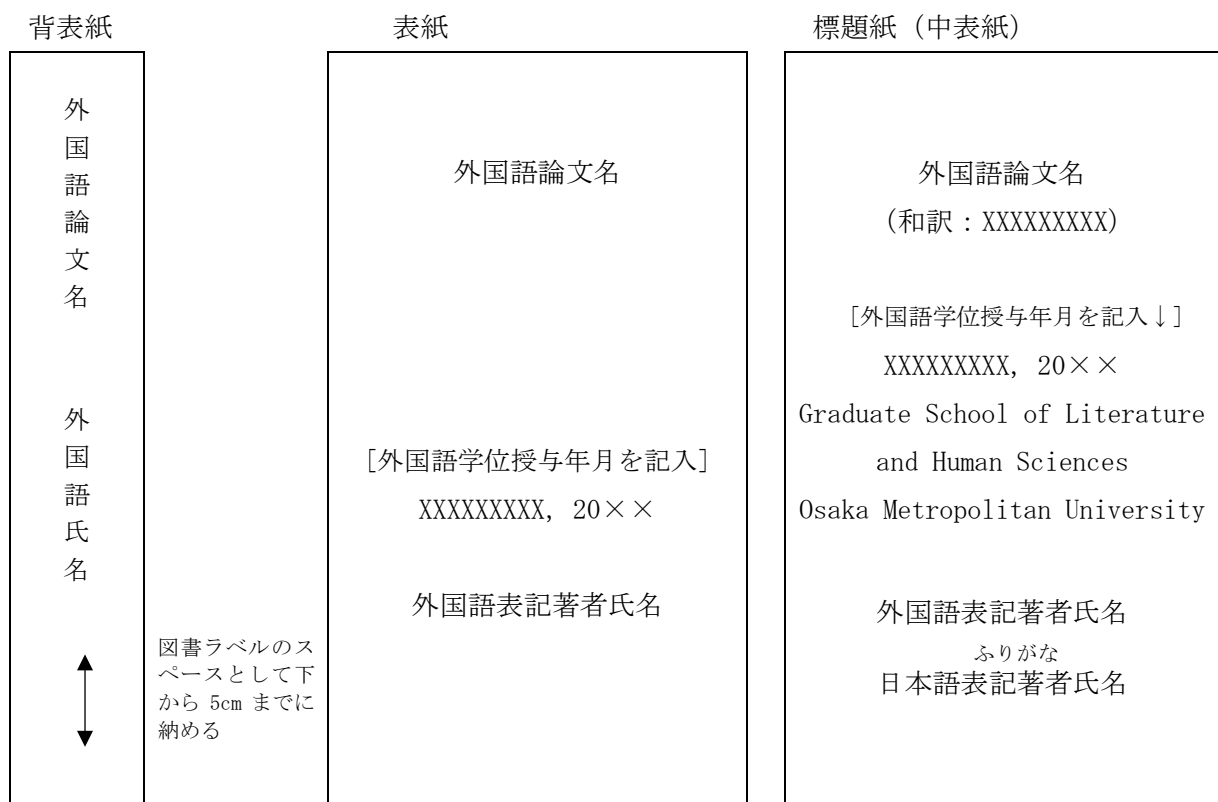 背表紙
外国語論文名
外国語氏名
図書ラベルのス
ペースとして下
から 5cm までに
納める
表紙
外国語論文名
[外国語学位授与年月を記入]
XXXXXXXXX, 20××
外国語表記著者氏名
標題紙（中表紙）
外国語論文名
（和訳：XXXXXXXXX）
[外国語学位授与年月を記入↓]
XXXXXXXXX, 20××
Graduate School of Literature
and Human Sciences
Osaka Metropolitan University
外国語表記著者氏名
ふりがな
日本語表記著者氏名